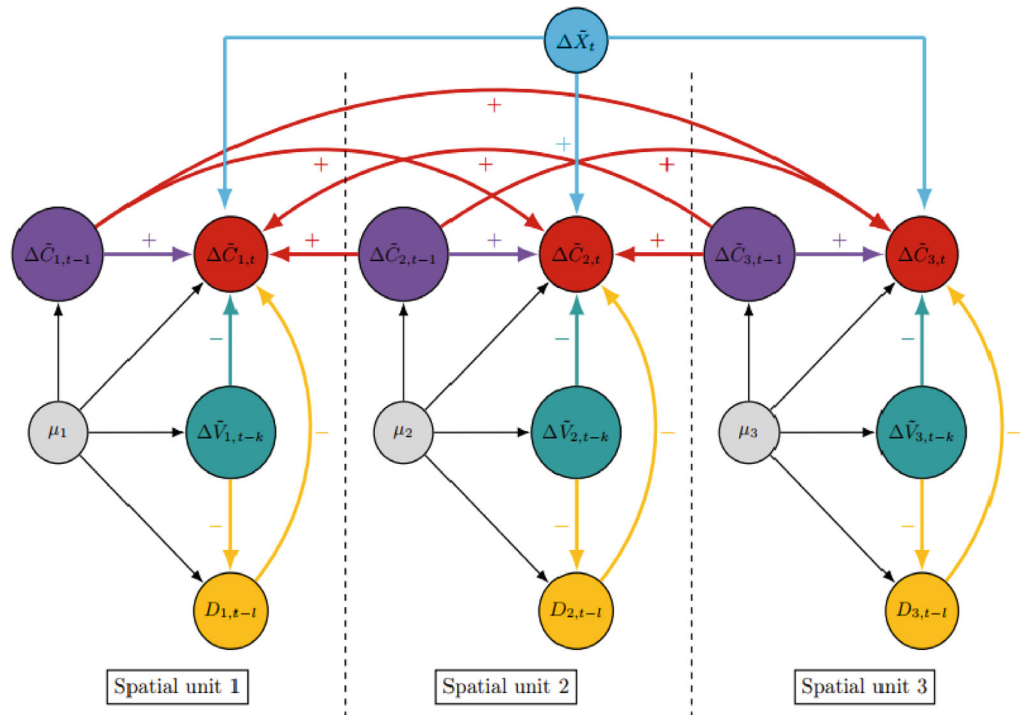 ΔX̃_t
+
+
+
+
+
+
ΔC̃_{1,t−1}
+
ΔC̃_{1,t}
+
ΔC̃_{2,t−1}
+
ΔC̃_{2,t}
+
ΔC̃_{3,t−1}
+
ΔC̃_{3,t}
−
−
−
μ_1
ΔṼ_{1,t−k}
−
μ_2
ΔṼ_{2,t−k}
−
μ_3
ΔṼ_{3,t−k}
−
−
−
−
D_{1,t−l}
D_{2,t−l}
D_{3,t−l}
Spatial unit 1
Spatial unit 2
Spatial unit 3